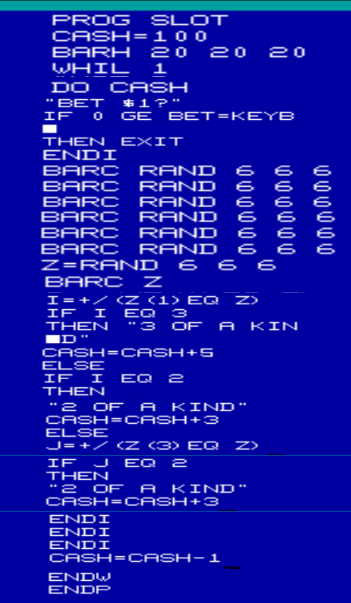 PROG SLOT
CASH=100
BARH 20 20 20
WHIL 1
DO CASH
"BET $1?"
IF 0 GE BET=KEYB
THEN EXIT
ENDI
BARC RAND 6 6 6
BARC RAND 6 6 6
BARC RAND 6 6 6
BARC RAND 6 6 6
BARC RAND 6 6 6
BARC RAND 6 6 6
Z=RAND 6 6 6
BARC Z
I=+/(Z(1)EQ Z)
IF I EQ 3
THEN "3 OF A KIN
D"
CASH=CASH+5
ELSE
IF I EQ 2
THEN
"2 OF A KIND"
CASH=CASH+3
ELSE
J=+/(Z(3)EQ Z)
IF J EQ 2
THEN
"2 OF A KIND"
CASH=CASH+3
ENDI
ENDI
ENDI
CASH=CASH-1
ENDW
ENDP